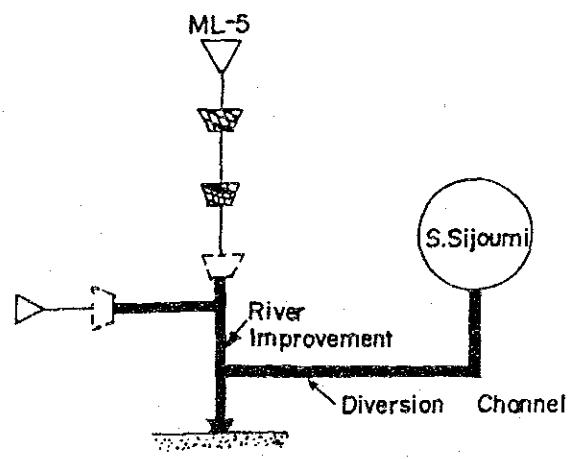 ML-5
S.Sijoumi
River
Improvement
Diversion Channel